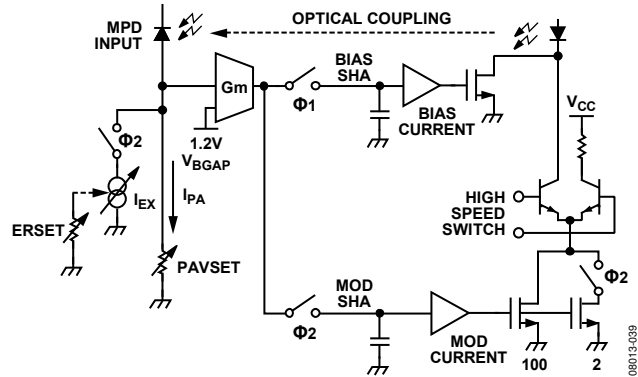 MPD
INPUT
OPTICAL COUPLING
Gm
Φ1
BIAS
SHA
BIAS
CURRENT
VCC
Φ2
1.2V
VBGAP
IEX
IPA
ERSET
PAVSET
HIGH
SPEED
SWITCH
Φ2
MOD
SHA
MOD
CURRENT
Φ2
100
2
08013-039